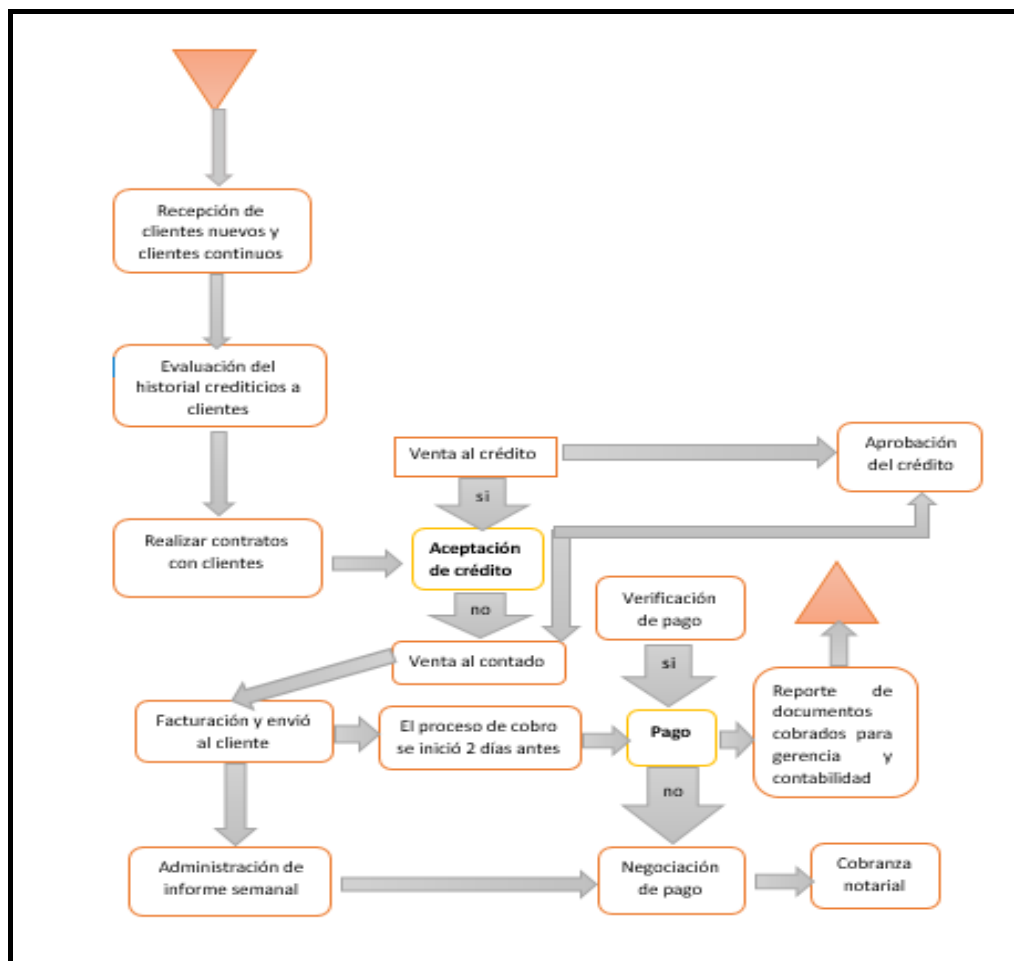 Recepción de
clientes nuevos y
clientes continuos
Evaluación del
historial crediticios a
clientes
Venta al crédito
Aprobación
del crédito
si
Realizar contratos
con clientes
Aceptación
de crédito
no
Verificación
de pago
Venta al contado
si
Facturación y envió
al cliente
El proceso de cobro
se inició 2 días antes
Pago
Reporte de
documentos
cobrados para
gerencia y
contabilidad
no
Administración de
informe semanal
Negociación
de pago
Cobranza
notarial